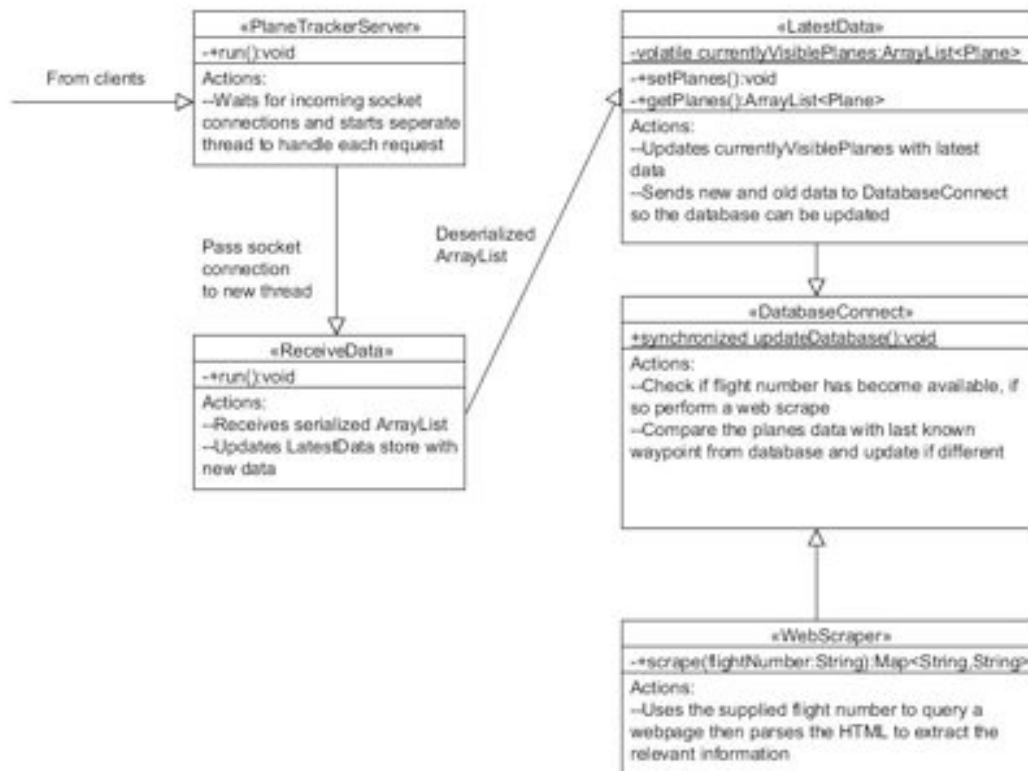 From clients
«PlaneTrackerServer»
-+run():void
Actions:
--Waits for incoming socket
connections and starts seperate
thread to handle each request
Pass socket
connection
to new thread
«ReceiveData»
-+run():void
Actions:
--Receives serialized ArrayList
--Updates LatestData store with
new data
Deserialized
ArrayList
«LatestData»
-volatile currentlyVisiblePlanes:ArrayList<Plane>
-+setPlanes():void
-+getPlanes():ArrayList<Plane>
Actions:
--Updates currentlyVisiblePlanes with latest
data
--Sends new and old data to DatabaseConnect
so the database can be updated
«DatabaseConnect»
+synchronized updateDatabase():void
Actions:
--Check if flight number has become available, if
so perform a web scrape
--Compare the planes data with last known
waypoint from database and update if different
«WebScraper»
-+scrape(flightNumber:String):Map<String,String>
Actions:
--Uses the supplied flight number to query a
webpage then parses the HTML to extract the
relevant information